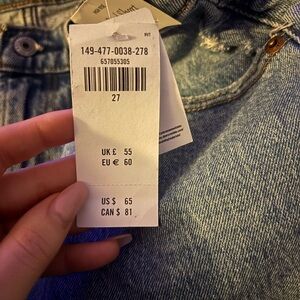 149-477-0038-278
657055305
27
UK £ 55
EU € 60
US $ 65
CAN $ 81